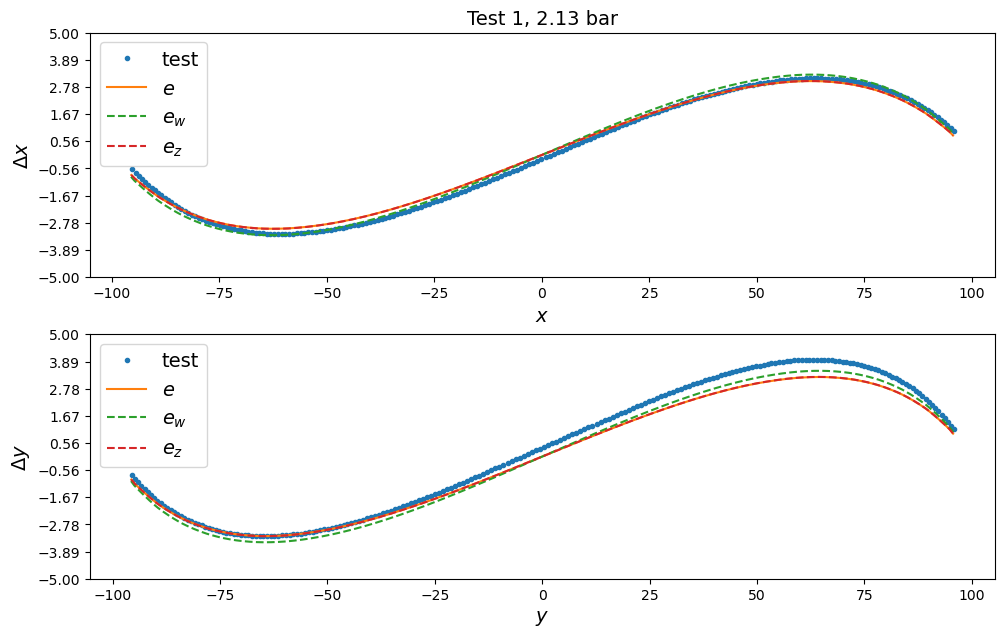 Test 1, 2.13 bar
5.00
3.89
2.78
1.67
0.56
−0.56
−1.67
−2.78
−3.89
−5.00
Δx
test
e
e_w
e_z
−100 −75 −50 −25 0 25 50 75 100
x
5.00
3.89
2.78
1.67
0.56
−0.56
−1.67
−2.78
−3.89
−5.00
Δy
test
e
e_w
e_z
−100 −75 −50 −25 0 25 50 75 100
y